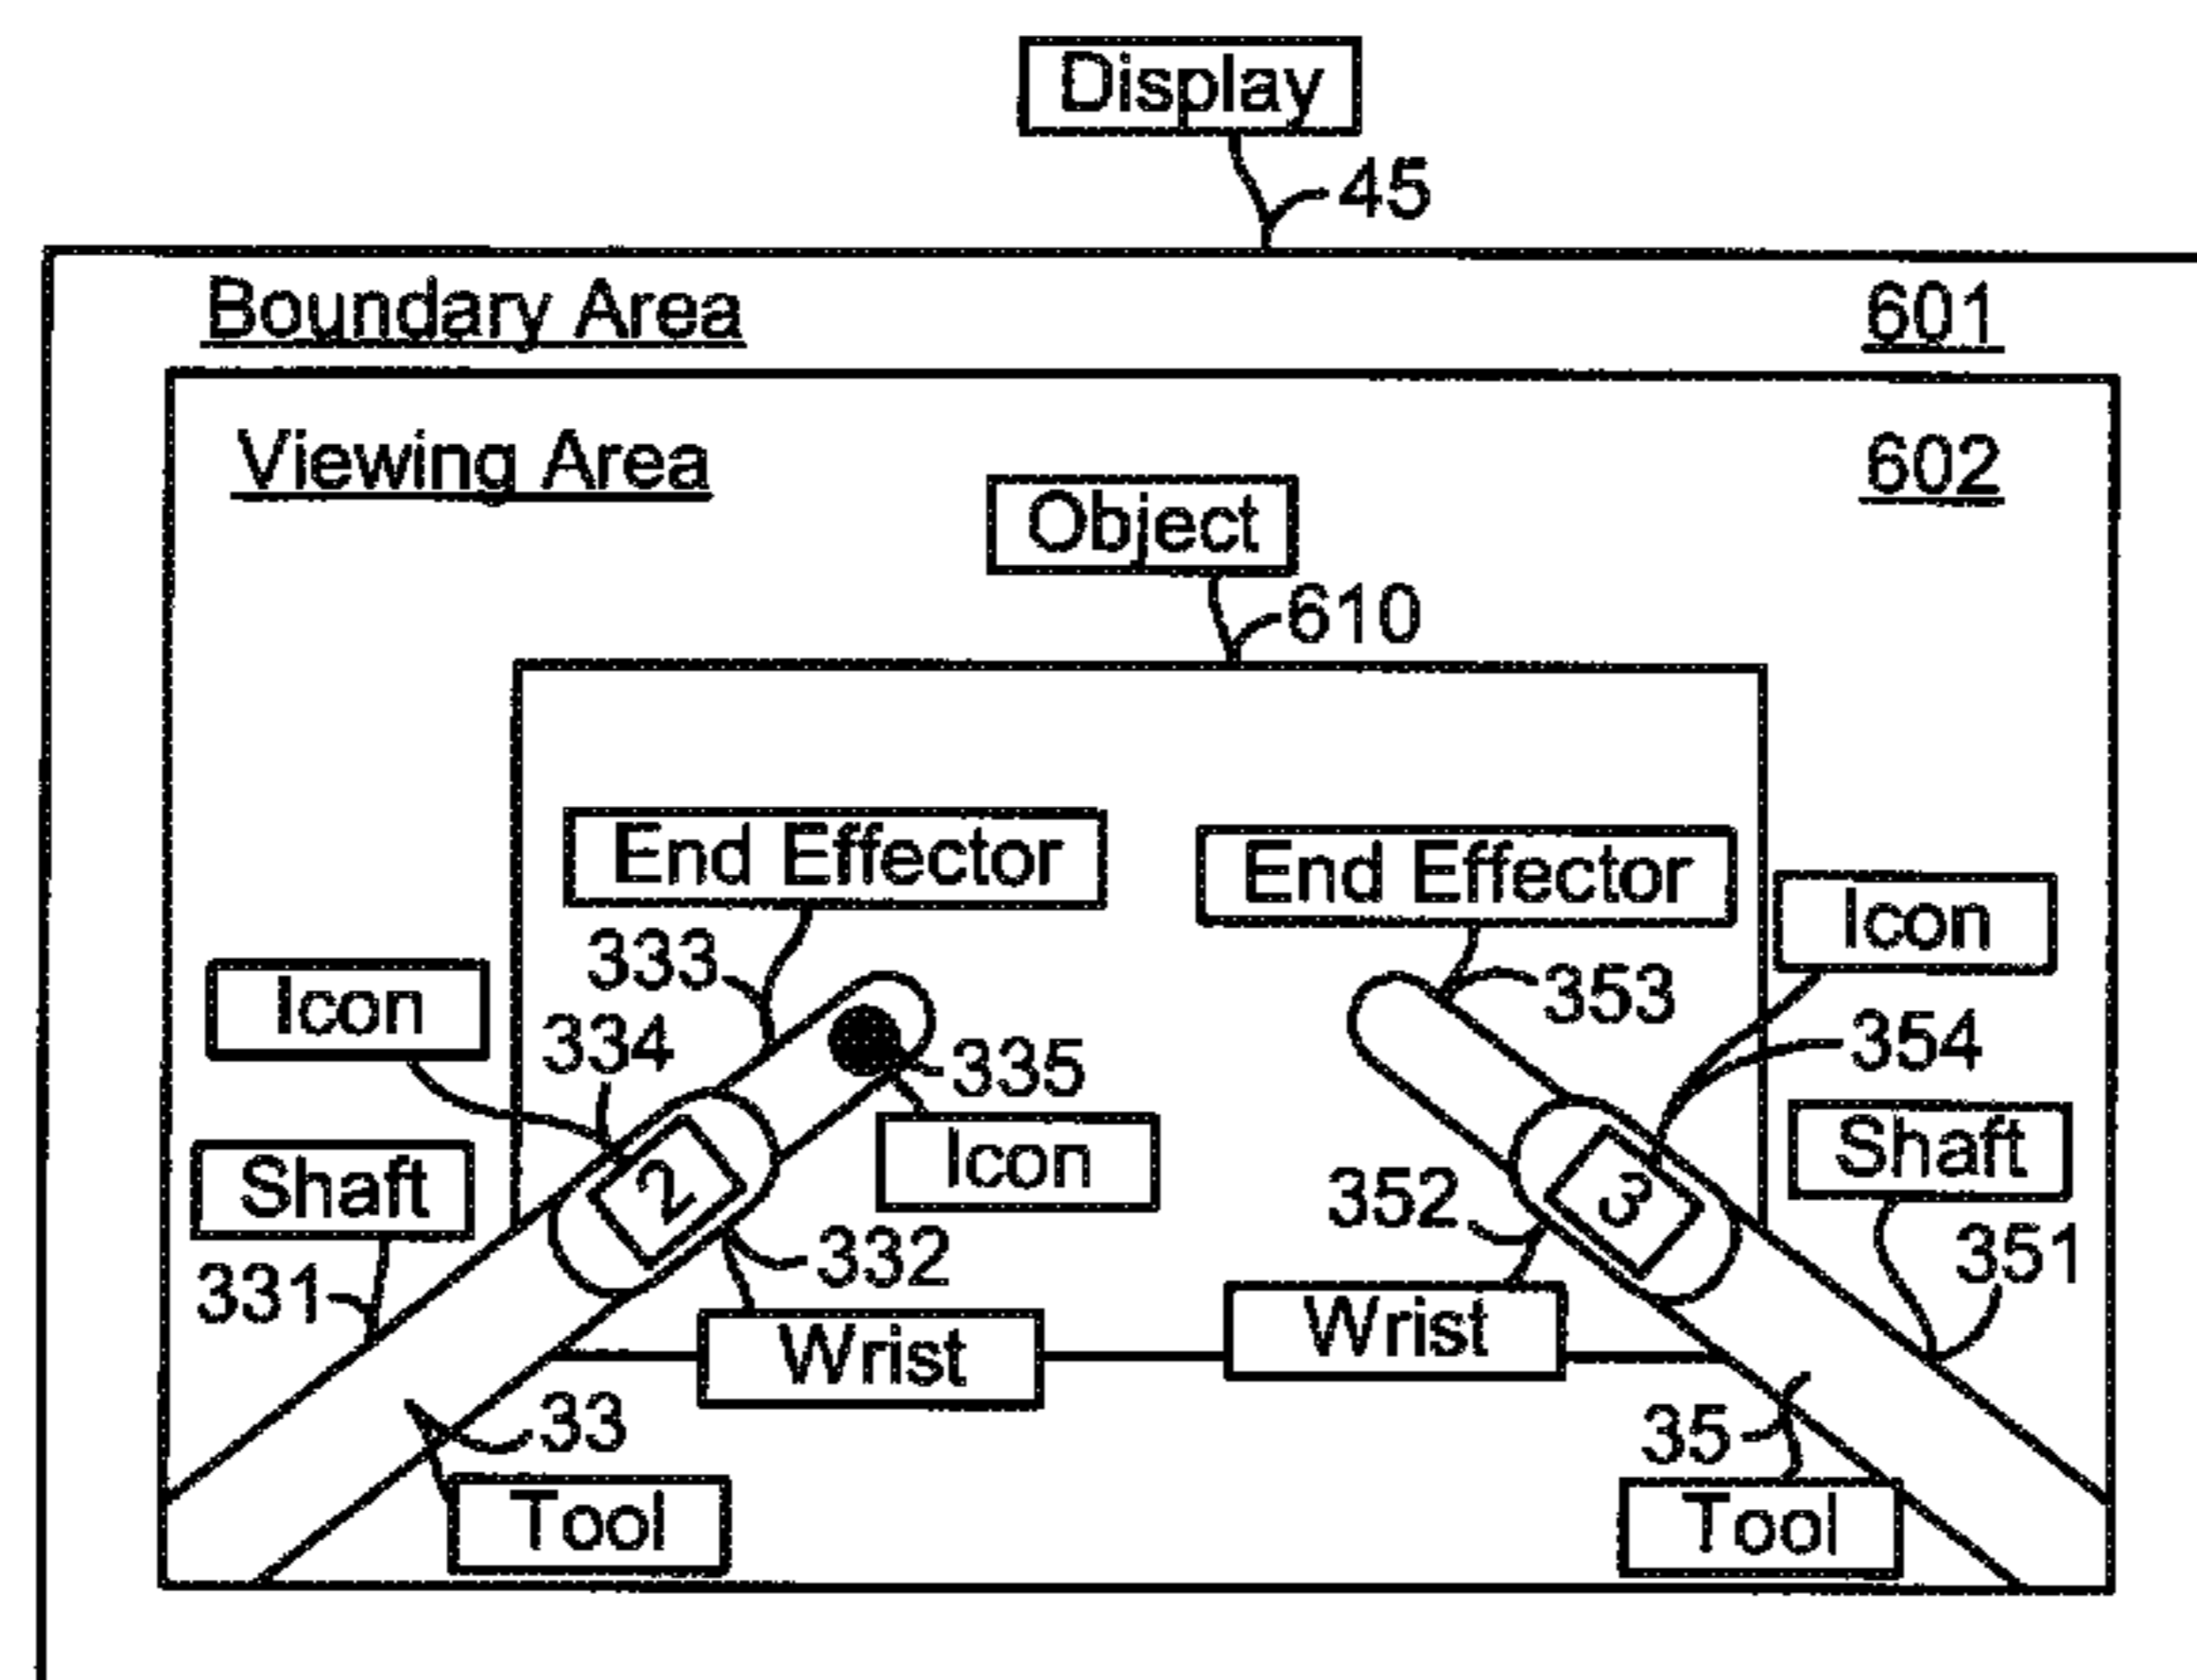 Display
45
Boundary Area 601
Viewing Area 602
Object
610
End Effector End Effector
Icon
333 353
Icon
334 335 354
Shaft Icon Shaft
2 3
331 332 352 351
Wrist Wrist
33 35
Tool Tool